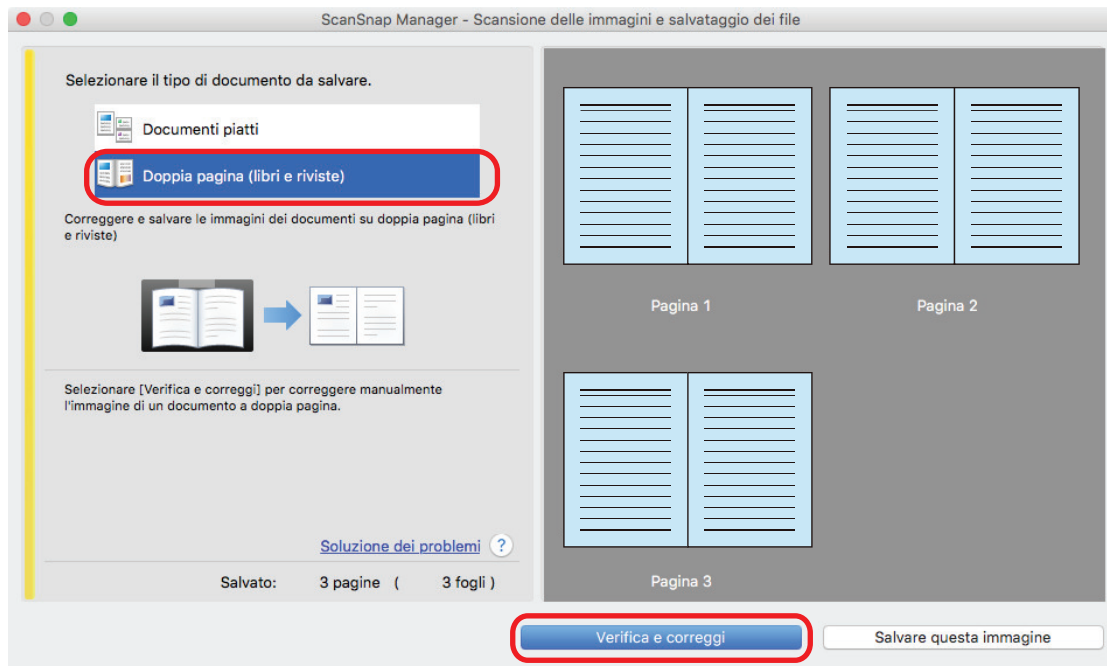 ScanSnap Manager - Scansione delle immagini e salvataggio dei file
Selezionare il tipo di documento da salvare.
Documenti piatti
Doppia pagina (libri e riviste)
Correggere e salvare le immagini dei documenti su doppia pagina (libri
e riviste)
Selezionare [Verifica e correggi] per correggere manualmente
l'immagine di un documento a doppia pagina.
Soluzione dei problemi ?
Salvato: 3 pagine ( 3 fogli )
Pagina 1
Pagina 2
Pagina 3
Verifica e correggi
Salvare questa immagine